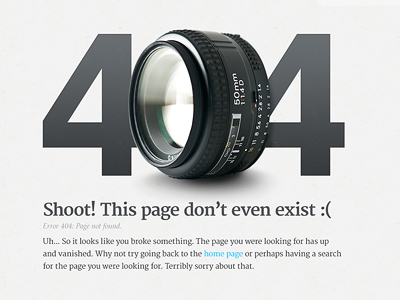 404
50mm
1:1.4 D
Shoot! This page don't even exist :(
Error 404: Page not found.
Uh... So it looks like you broke something. The page you were looking for has up
and vanished. Why not try going back to the home page or perhaps having a search
for the page you were looking for. Terribly sorry about that.